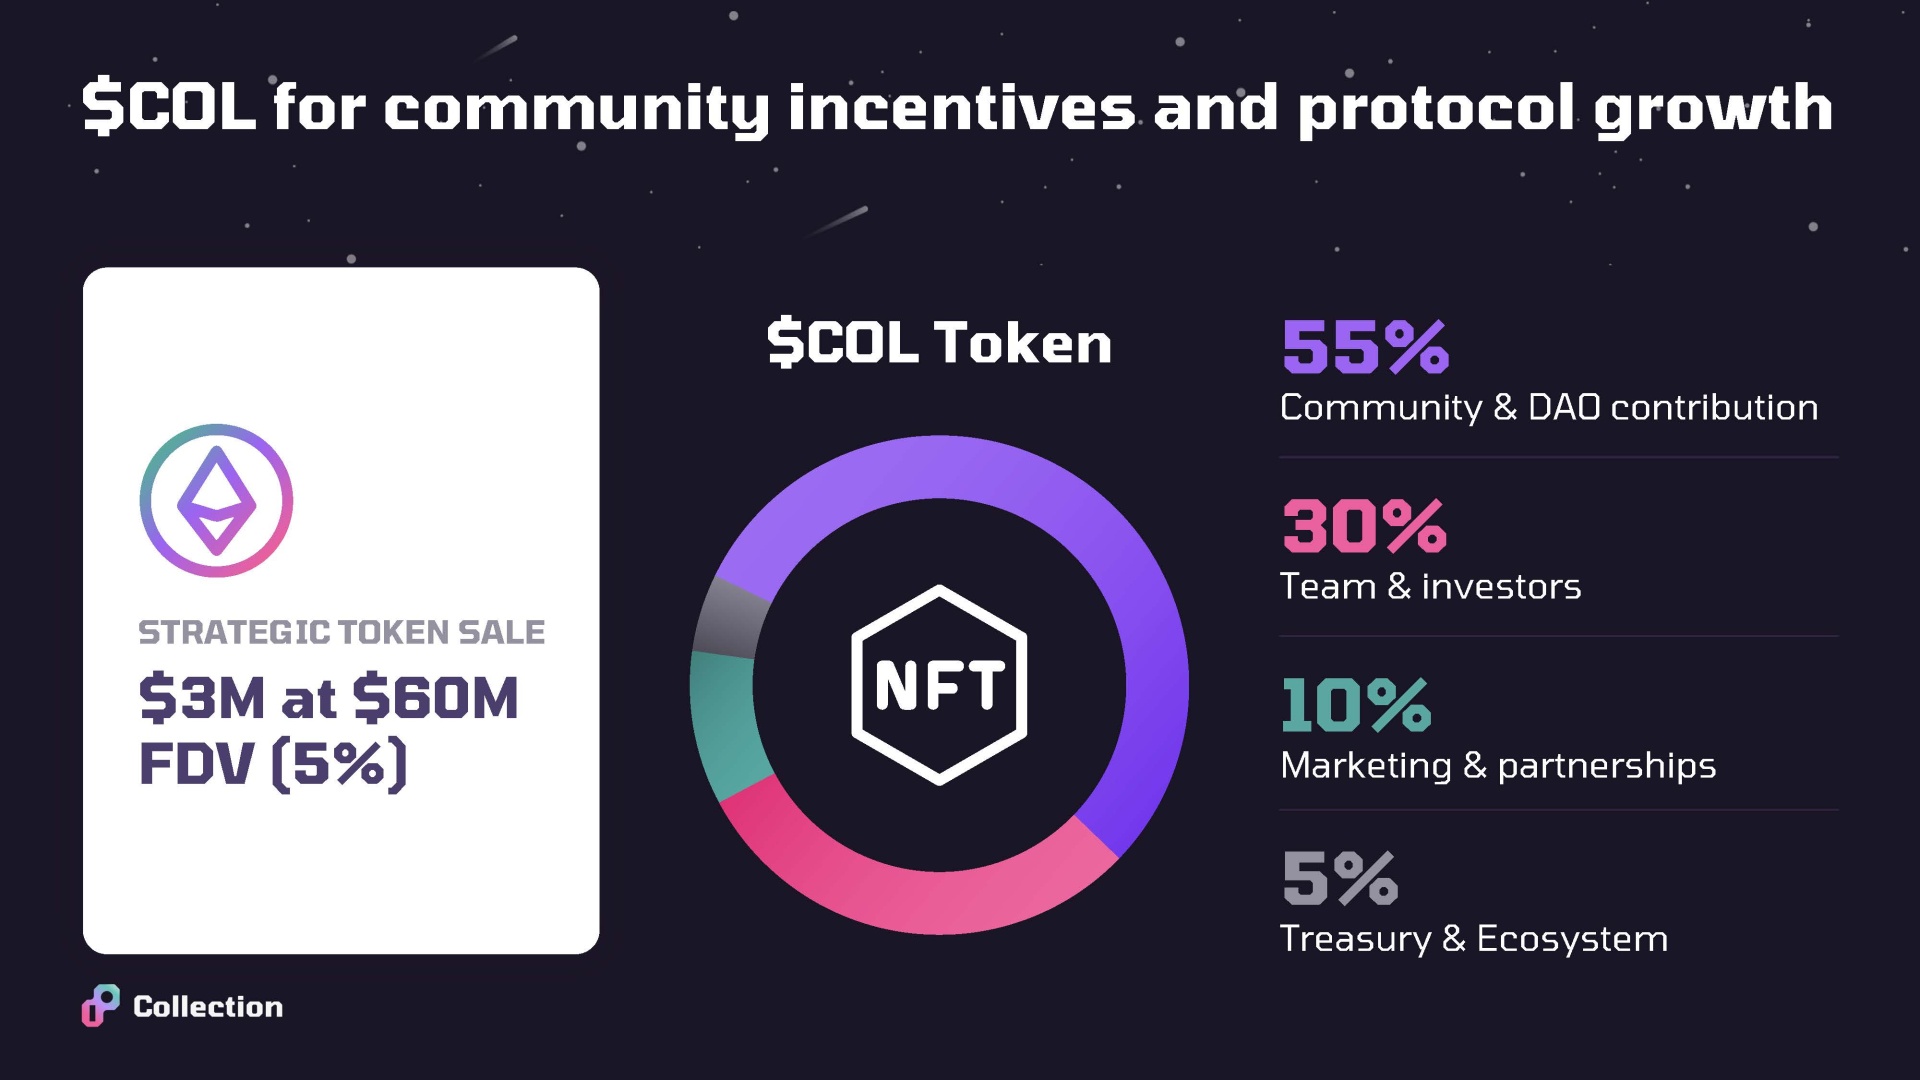 $COL for community incentives and protocol growth
STRATEGIC TOKEN SALE
$3M at $60M
FDV (5%)
$COL Token
NFT
55%
Community & DAO contribution
30%
Team & investors
10%
Marketing & partnerships
5%
Treasury & Ecosystem
Collection